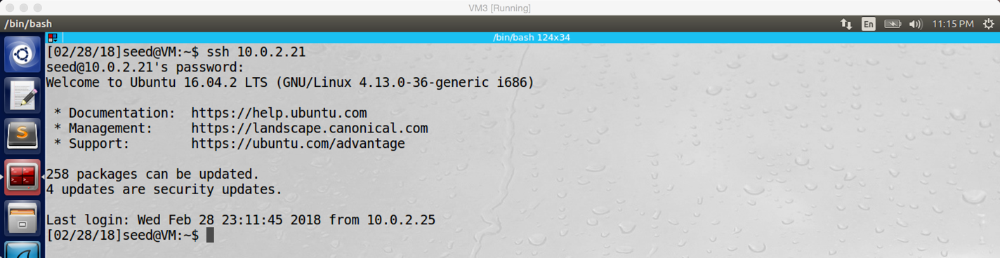 VM3 [Running]
/bin/bash
En
11:15 PM
/bin/bash 124x34
[02/28/18]seed@VM:~$ ssh 10.0.2.21
seed@10.0.2.21's password:
Welcome to Ubuntu 16.04.2 LTS (GNU/Linux 4.13.0-36-generic i686)
* Documentation:  https://help.ubuntu.com
* Management:     https://landscape.canonical.com
* Support:        https://ubuntu.com/advantage
258 packages can be updated.
4 updates are security updates.
Last login: Wed Feb 28 23:11:45 2018 from 10.0.2.25
[02/28/18]seed@VM:~$